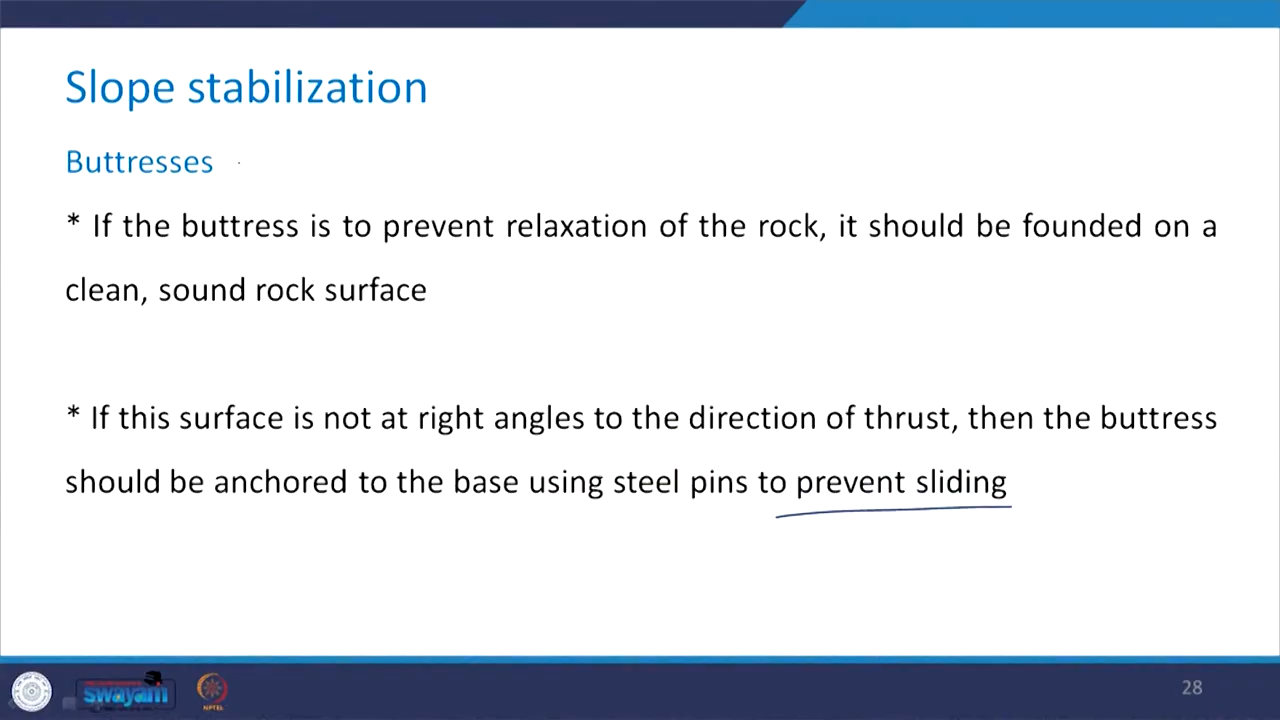 Slope stabilization
Buttresses
* If the buttress is to prevent relaxation of the rock, it should be founded on a
clean, sound rock surface
* If this surface is not at right angles to the direction of thrust, then the buttress
should be anchored to the base using steel pins to prevent sliding
swayam
NPTEL
28